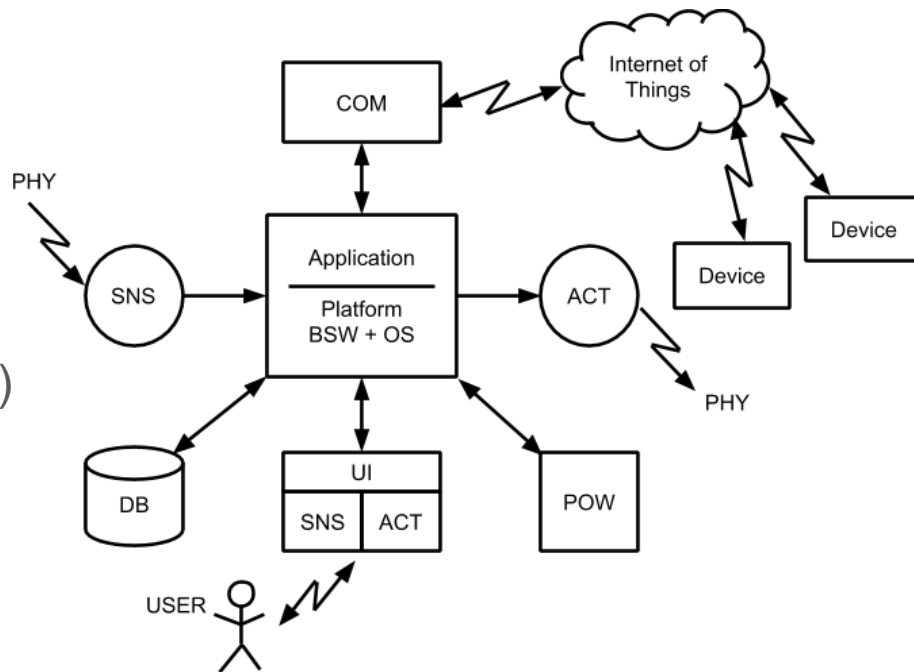 Internet of
Things
COM
PHY
Device
Application
Device
SNS
Platform
BSW + OS
ACT
)
PHY
UI
DB
SNS
ACT
POW
USER